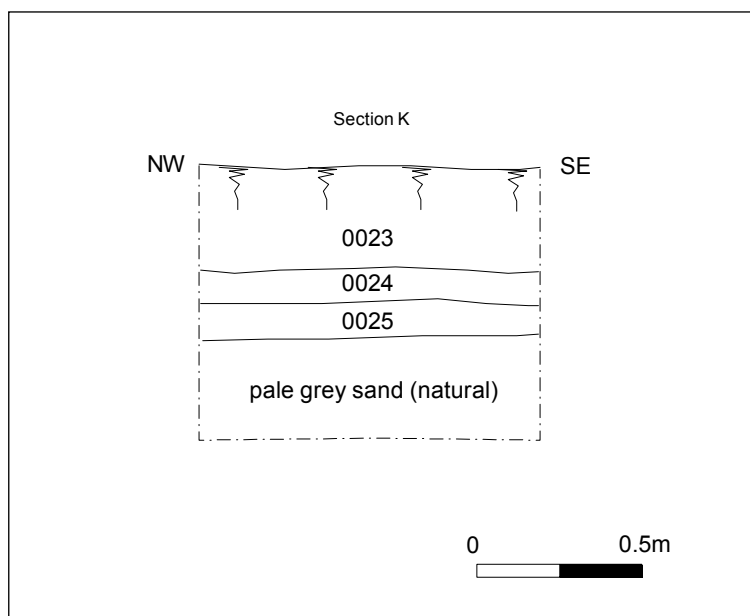 Section K
NW SE
0023
0024
0025
pale grey sand (natural)
0 0.5m